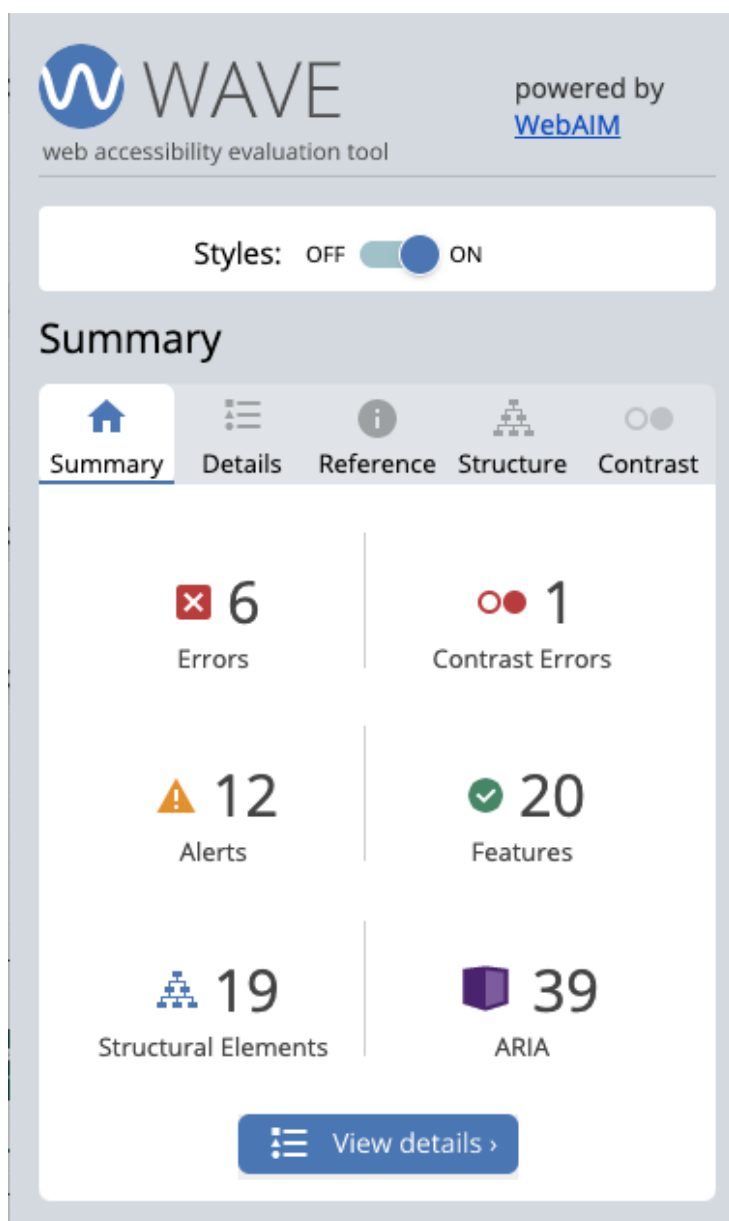 WAVE
powered by
WebAIM
web accessibility evaluation tool
Styles: OFF ON
Summary
Summary Details Reference Structure Contrast
6 1
Errors Contrast Errors
12 20
Alerts Features
19 39
Structural Elements ARIA
View details ›